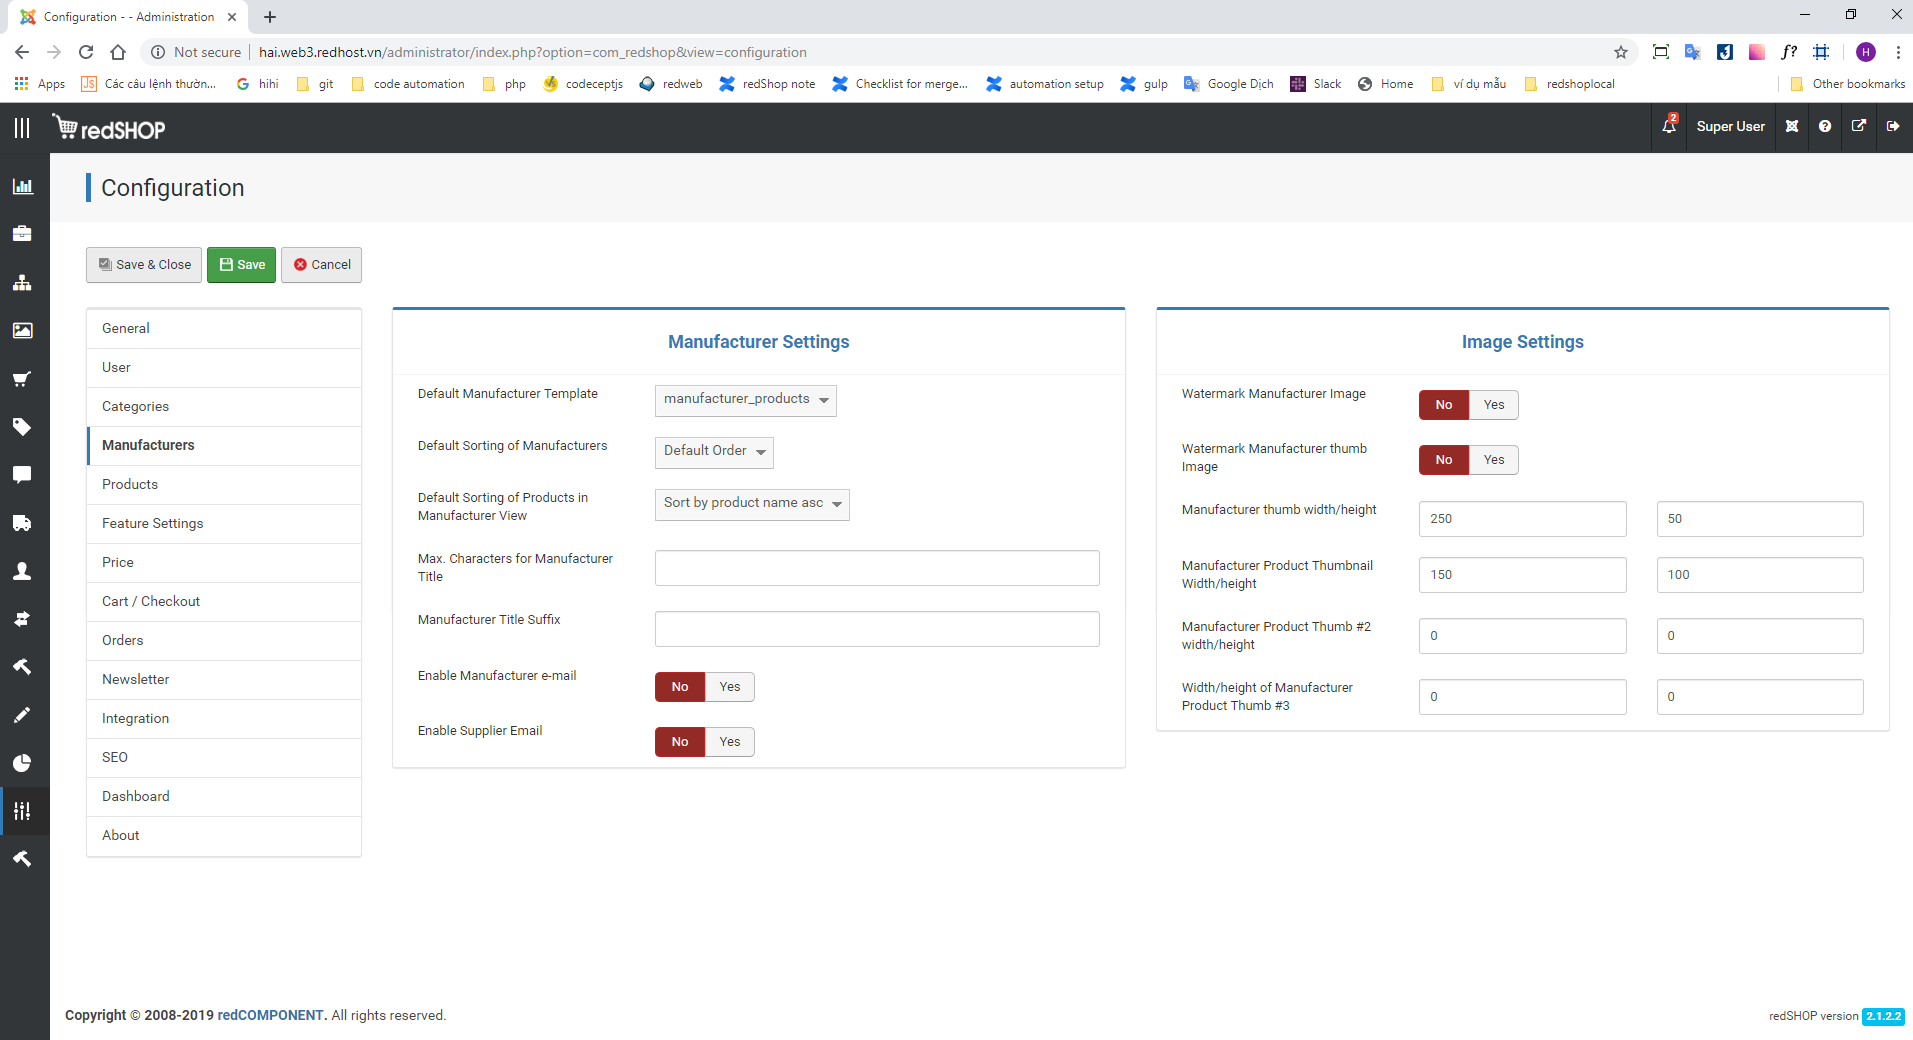 Configuration - - Administration
Not secure
hai.web3.redhost.vn/administrator/index.php?option=com_redshop&view=configuration
f?
H
Apps
JS
Các câu lệnh thườn...
hihi
git
code automation
php
codeceptjs
redweb
redShop note
Checklist for merge...
automation setup
gulp
Google Dịch
Slack
Home
ví dụ mẫu
redshoplocal
Other bookmarks
redSHOP
2
Super User
Configuration
Save & Close
Save
Cancel
General
User
Categories
Manufacturers
Products
Feature Settings
Price
Cart / Checkout
Orders
Newsletter
Integration
SEO
Dashboard
About
Manufacturer Settings
Default Manufacturer Template
manufacturer_products
Default Sorting of Manufacturers
Default Order
Default Sorting of Products in
Manufacturer View
Sort by product name asc
Max. Characters for Manufacturer
Title
Manufacturer Title Suffix
Enable Manufacturer e-mail
No Yes
Enable Supplier Email
No Yes
Image Settings
Watermark Manufacturer Image
No Yes
Watermark Manufacturer thumb
Image
No Yes
Manufacturer thumb width/height
250 50
Manufacturer Product Thumbnail
Width/height
150 100
Manufacturer Product Thumb #2
width/height
0 0
Width/height of Manufacturer
Product Thumb #3
0 0
Copyright © 2008-2019 redCOMPONENT. All rights reserved.
redSHOP version 2.1.2.2